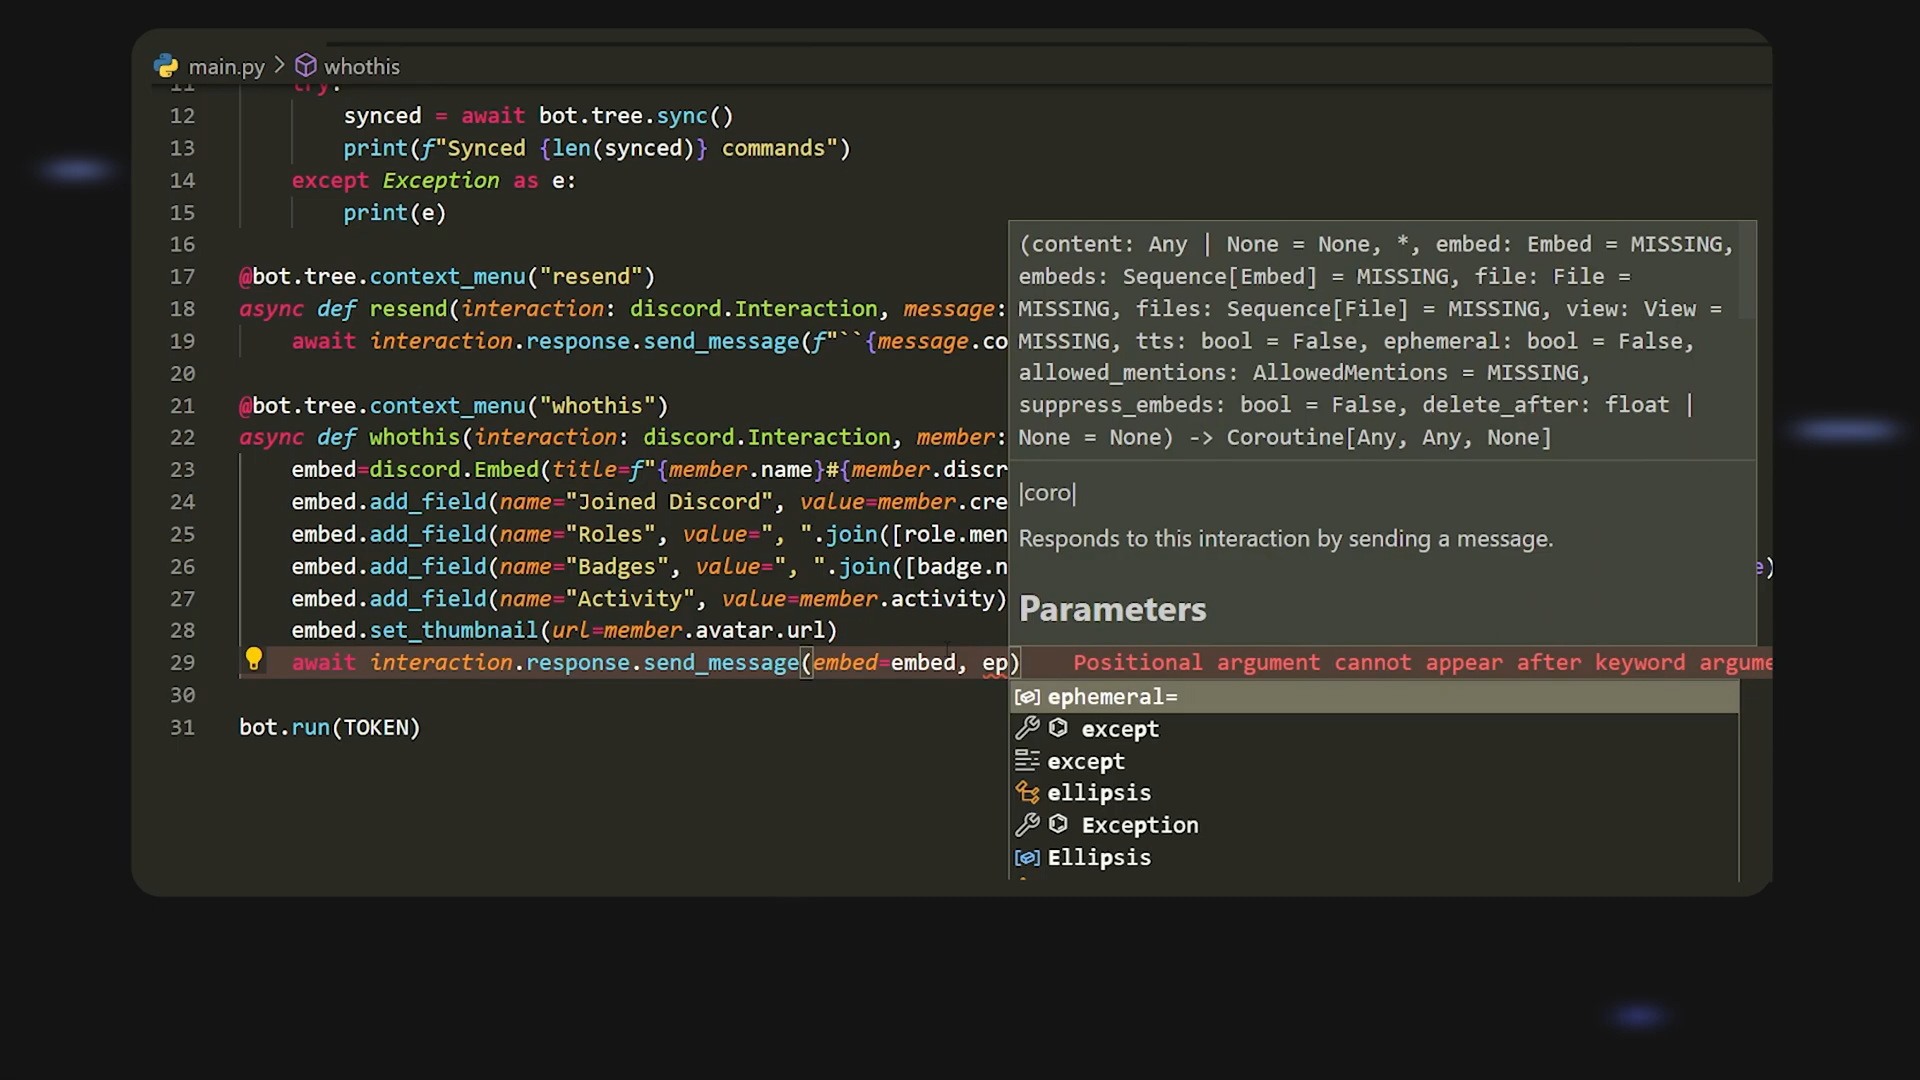 main.py > whothis
11 try:
12 synced = await bot.tree.sync()
13 print(f"Synced {len(synced)} commands")
14 except Exception as e:
15 print(e)
16
17 @bot.tree.context_menu("resend")
18 async def resend(interaction: discord.Interaction, message:
19 await interaction.response.send_message(f"``{message.co
20
21 @bot.tree.context_menu("whothis")
22 async def whothis(interaction: discord.Interaction, member:
23 embed=discord.Embed(title=f"{member.name}#{member.discr
24 embed.add_field(name="Joined Discord", value=member.cre
25 embed.add_field(name="Roles", value=", ".join([role.men
26 embed.add_field(name="Badges", value=", ".join([badge.n e)
27 embed.add_field(name="Activity", value=member.activity)
28 embed.set_thumbnail(url=member.avatar.url)
29 await interaction.response.send_message(embed=embed, ep) Positional argument cannot appear after keyword argume
30
31 bot.run(TOKEN)
(content: Any | None = None, *, embed: Embed = MISSING,
embeds: Sequence[Embed] = MISSING, file: File =
MISSING, files: Sequence[File] = MISSING, view: View =
MISSING, tts: bool = False, ephemeral: bool = False,
allowed_mentions: AllowedMentions = MISSING,
suppress_embeds: bool = False, delete_after: float |
None = None) -> Coroutine[Any, Any, None]
|coro|
Responds to this interaction by sending a message.
Parameters
ephemeral=
except
except
ellipsis
Exception
Ellipsis